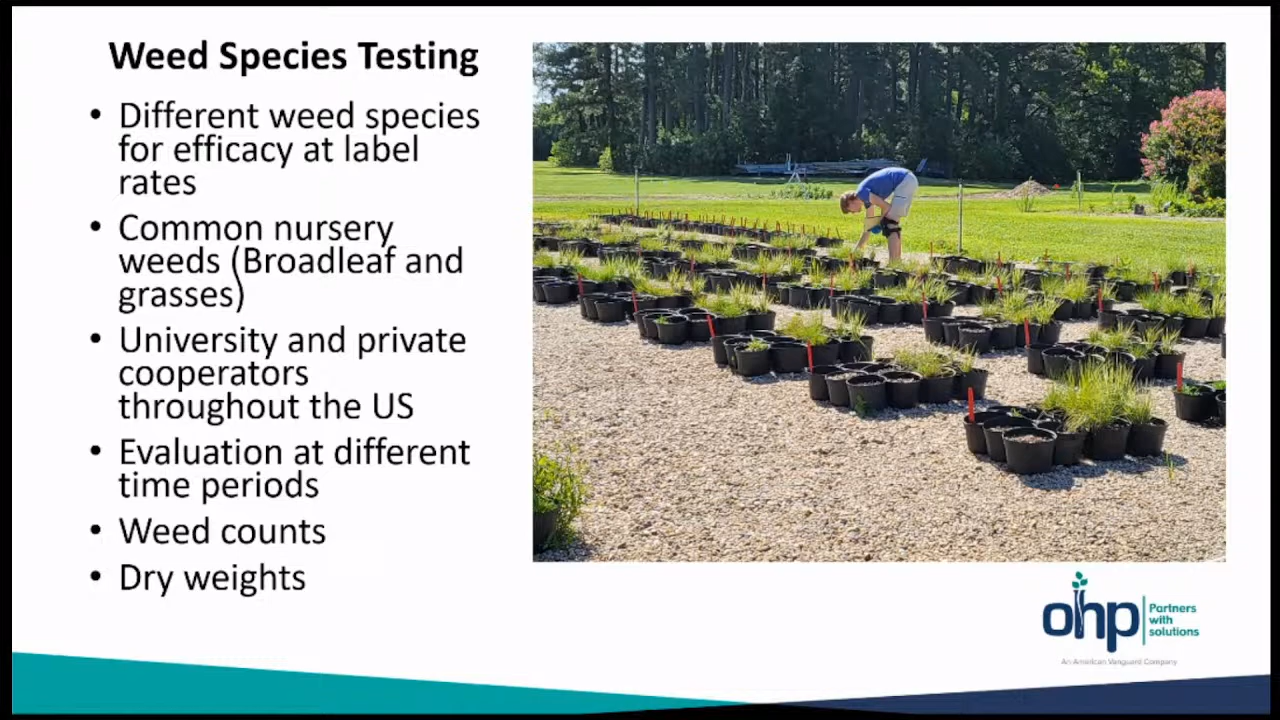 Weed Species Testing
• Different weed species
for efficacy at label
rates
• Common nursery
weeds (Broadleaf and
grasses)
• University and private
cooperators
throughout the US
• Evaluation at different
time periods
• Weed counts
• Dry weights
ohp
Partners
with
solutions
An American Vanguard Company